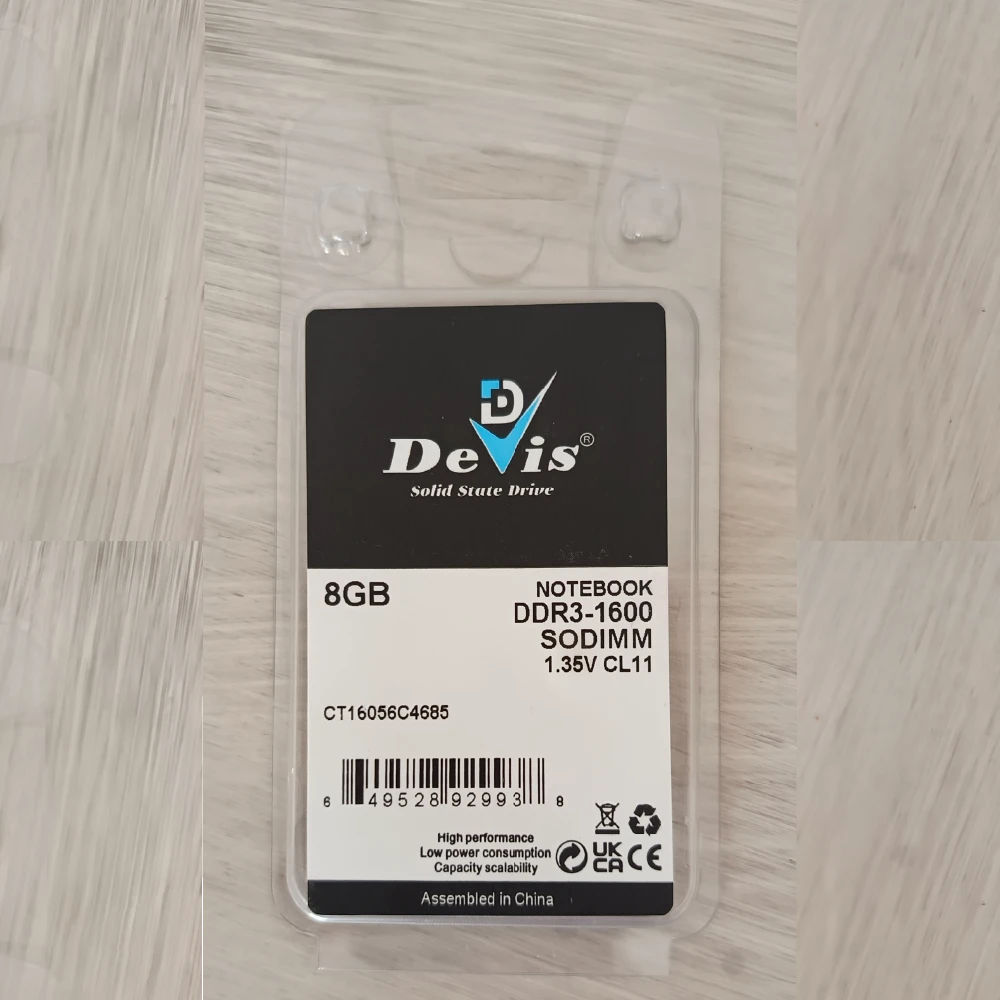 D
DeVis®
Solid State Drive
8GB
NOTEBOOK
DDR3-1600
SODIMM
1.35V CL11
CT16056C4685
6 49528 92993 8
High performance
Low power consumption
Capacity scalability
UK
CA
CE
Assembled in China